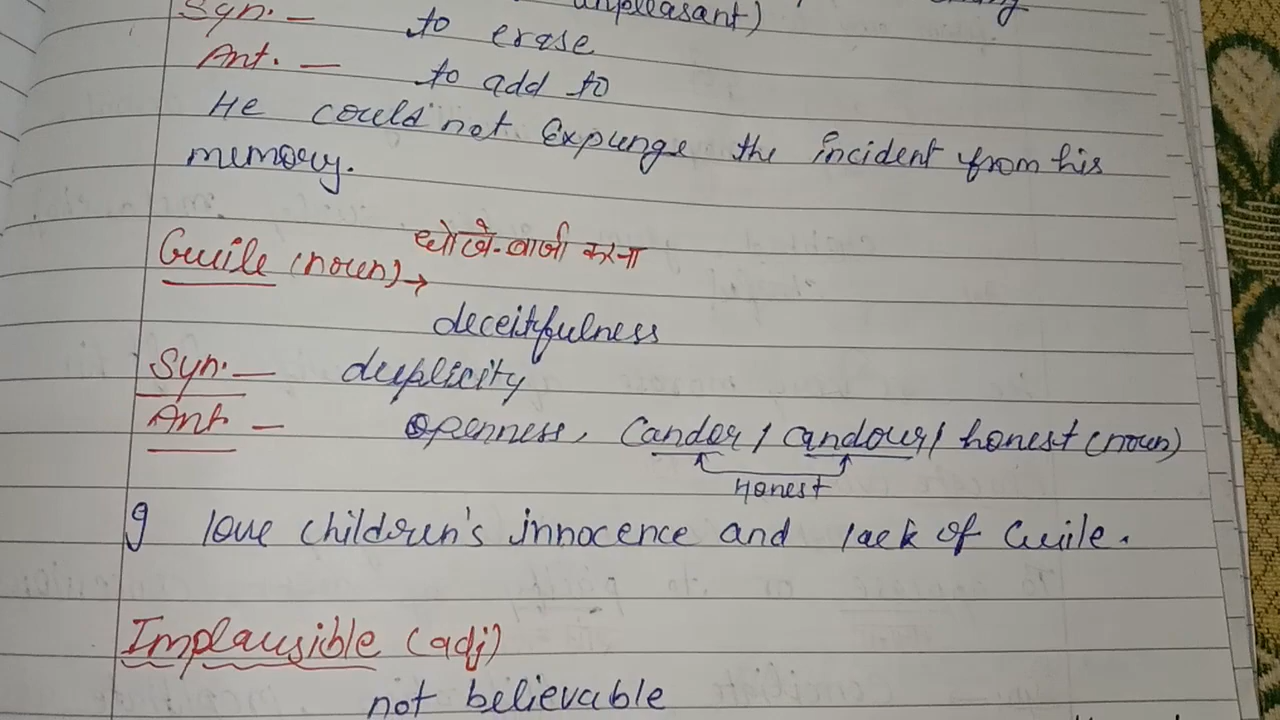 unpleasant)
Syn. - to erase
Ant. - to add to
He could not Expunge the incident from his
memory.
Guile (noun) → धोखे-बाजी करना
deceitfulness
Syn. - duplicity
Ant - openness, Candor / candour / honest (noun)
Honest
I love children's innocence and lack of Guile.
Implausible (adj)
not believable